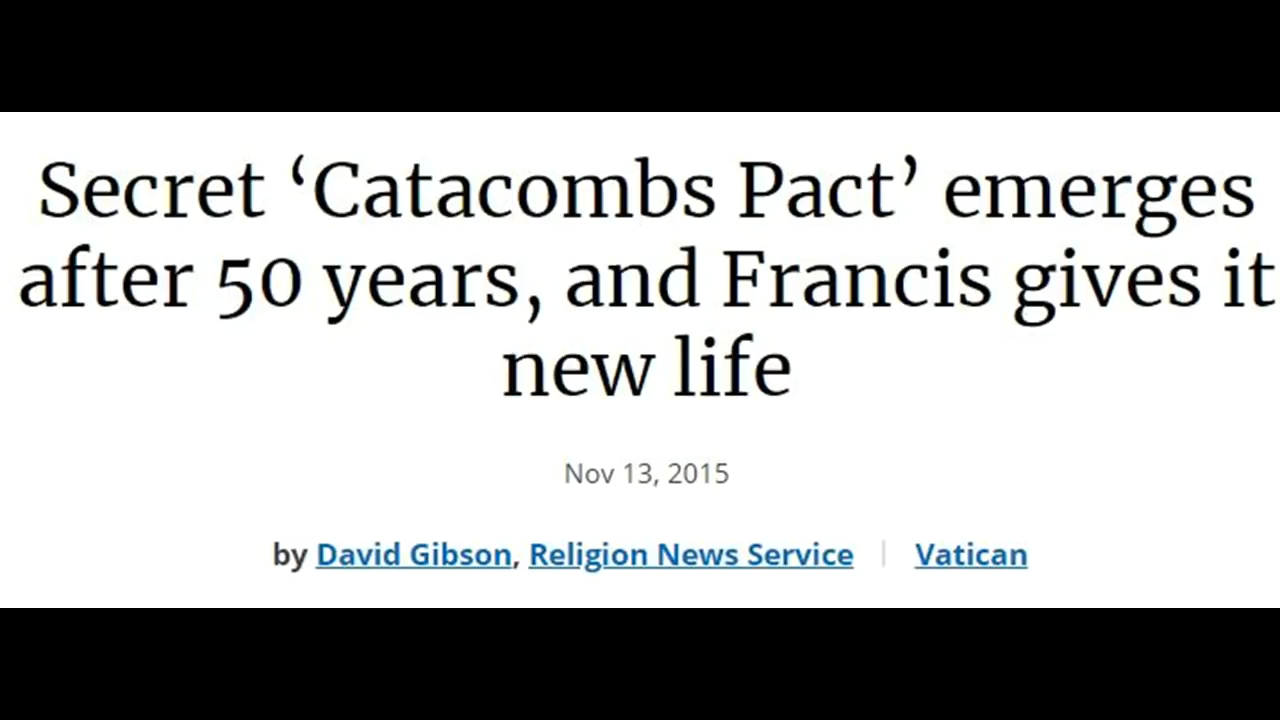 Secret ‘Catacombs Pact’ emerges
after 50 years, and Francis gives it
new life
Nov 13, 2015
by David Gibson, Religion News Service | Vatican